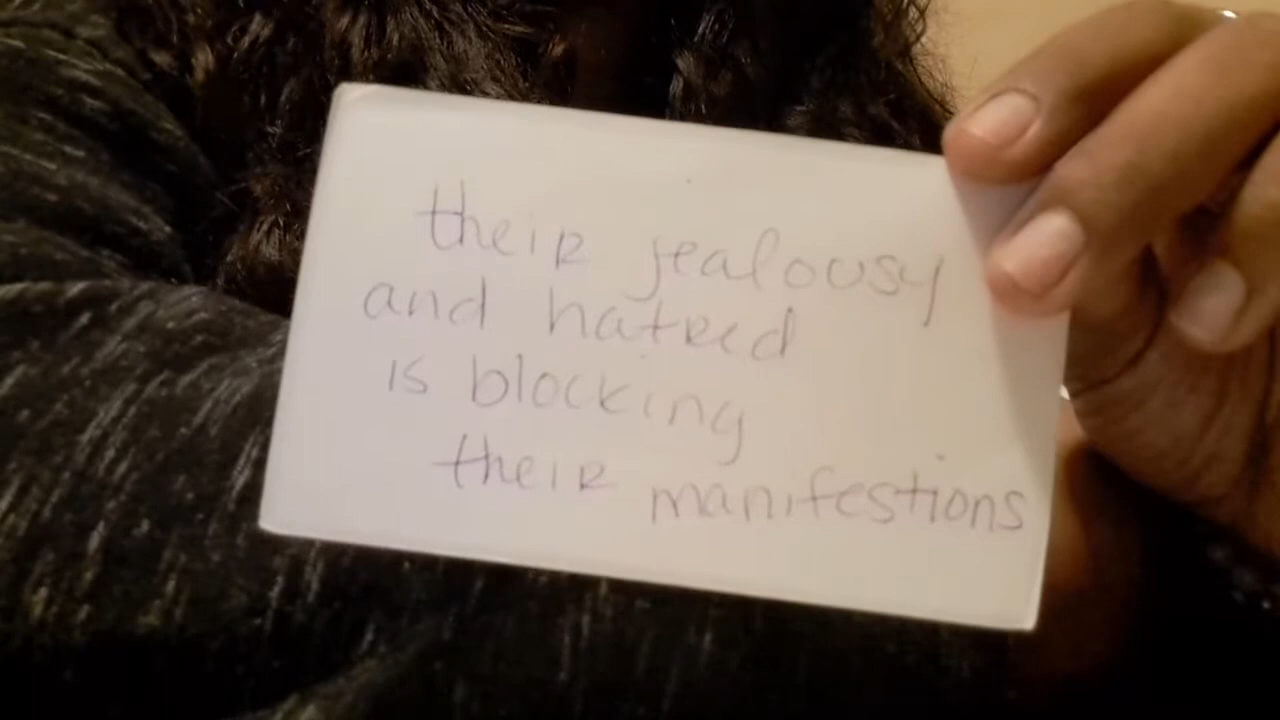 their jealousy
and hatred
is blocking
their manifestions